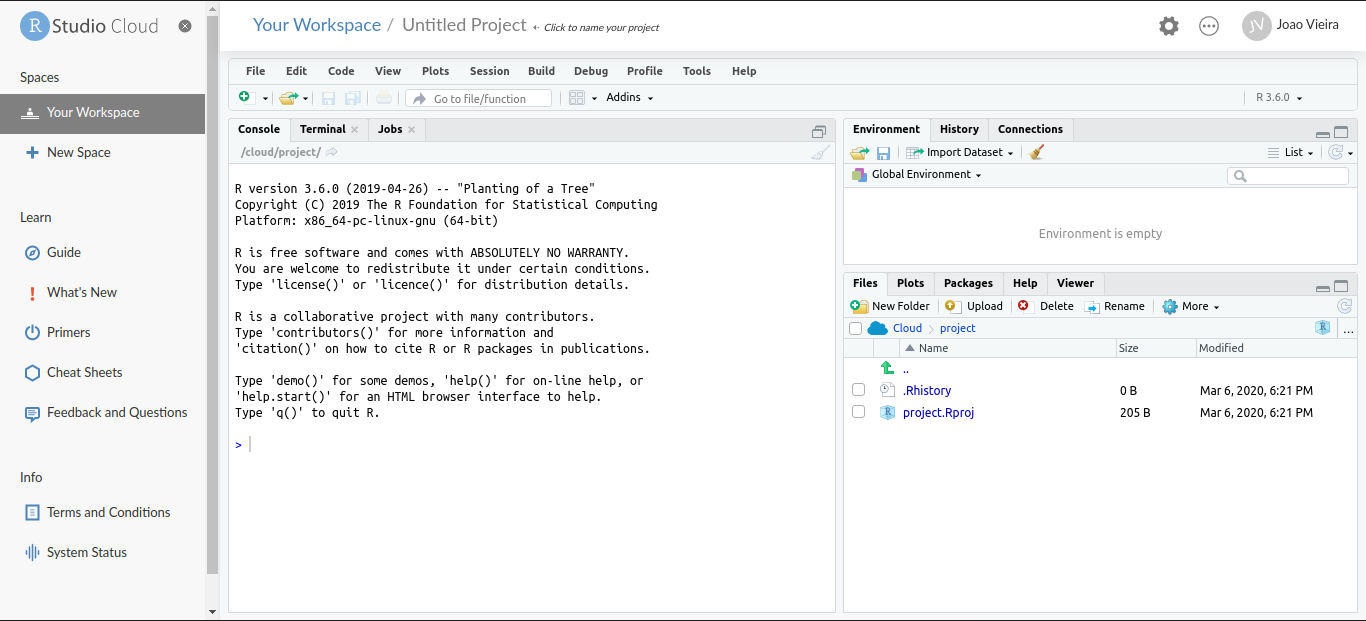 R Studio Cloud
Spaces
Your Workspace
New Space
Learn
Guide
What's New
Primers
Cheat Sheets
Feedback and Questions
Info
Terms and Conditions
System Status
Your Workspace / Untitled Project ← Click to name your project
JV Joao Vieira
File Edit Code View Plots Session Build Debug Profile Tools Help
Go to file/function Addins R 3.6.0
Console Terminal Jobs
/cloud/project/
R version 3.6.0 (2019-04-26) -- "Planting of a Tree"
Copyright (C) 2019 The R Foundation for Statistical Computing
Platform: x86_64-pc-linux-gnu (64-bit)
R is free software and comes with ABSOLUTELY NO WARRANTY.
You are welcome to redistribute it under certain conditions.
Type 'license()' or 'licence()' for distribution details.
R is a collaborative project with many contributors.
Type 'contributors()' for more information and
'citation()' on how to cite R or R packages in publications.
Type 'demo()' for some demos, 'help()' for on-line help, or
'help.start()' for an HTML browser interface to help.
Type 'q()' to quit R.
>
Environment History Connections
Import Dataset List
Global Environment
Environment is empty
Files Plots Packages Help Viewer
New Folder Upload Delete Rename More
Cloud project R ...
Name Size Modified
..
.Rhistory 0 B Mar 6, 2020, 6:21 PM
project.Rproj 205 B Mar 6, 2020, 6:21 PM